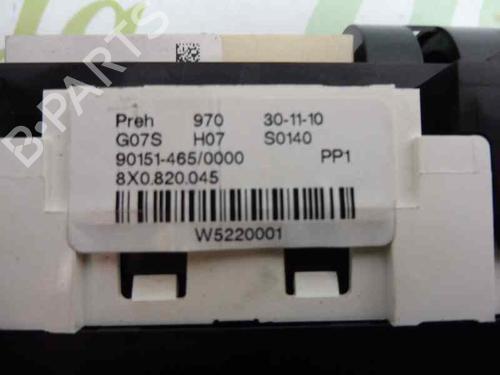 B-PARTS
Preh 970 30-11-10
G07S H07 S0140
90151-465/0000 PP1
8X0.820.045
W5220001